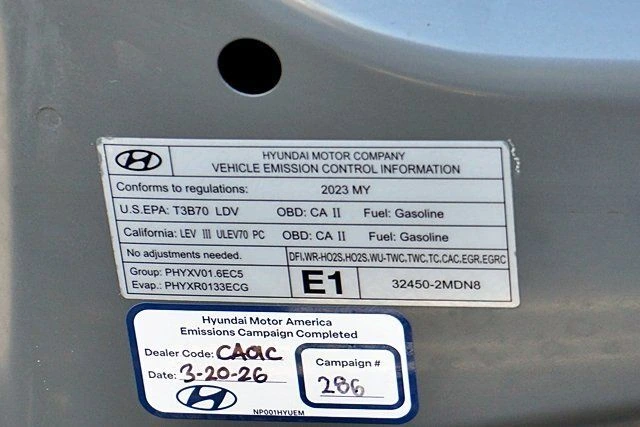 HYUNDAI MOTOR COMPANY
VEHICLE EMISSION CONTROL INFORMATION
Conforms to regulations: 2023 MY
U.S.EPA: T3B70 LDV OBD: CA II Fuel: Gasoline
California: LEV III ULEV70 PC OBD: CA II Fuel: Gasoline
No adjustments needed. DFI.WR-HO2S.HO2S.WU-TWC.TWC.TC.CAC.EGR.EGRC
Group: PHYXV01.6EC5
Evap.: PHYXR0133ECG
E1
32450-2MDN8
Hyundai Motor America
Emissions Campaign Completed
Dealer Code:
Date: 3-20-26
Campaign #
286
NP001HYUEM